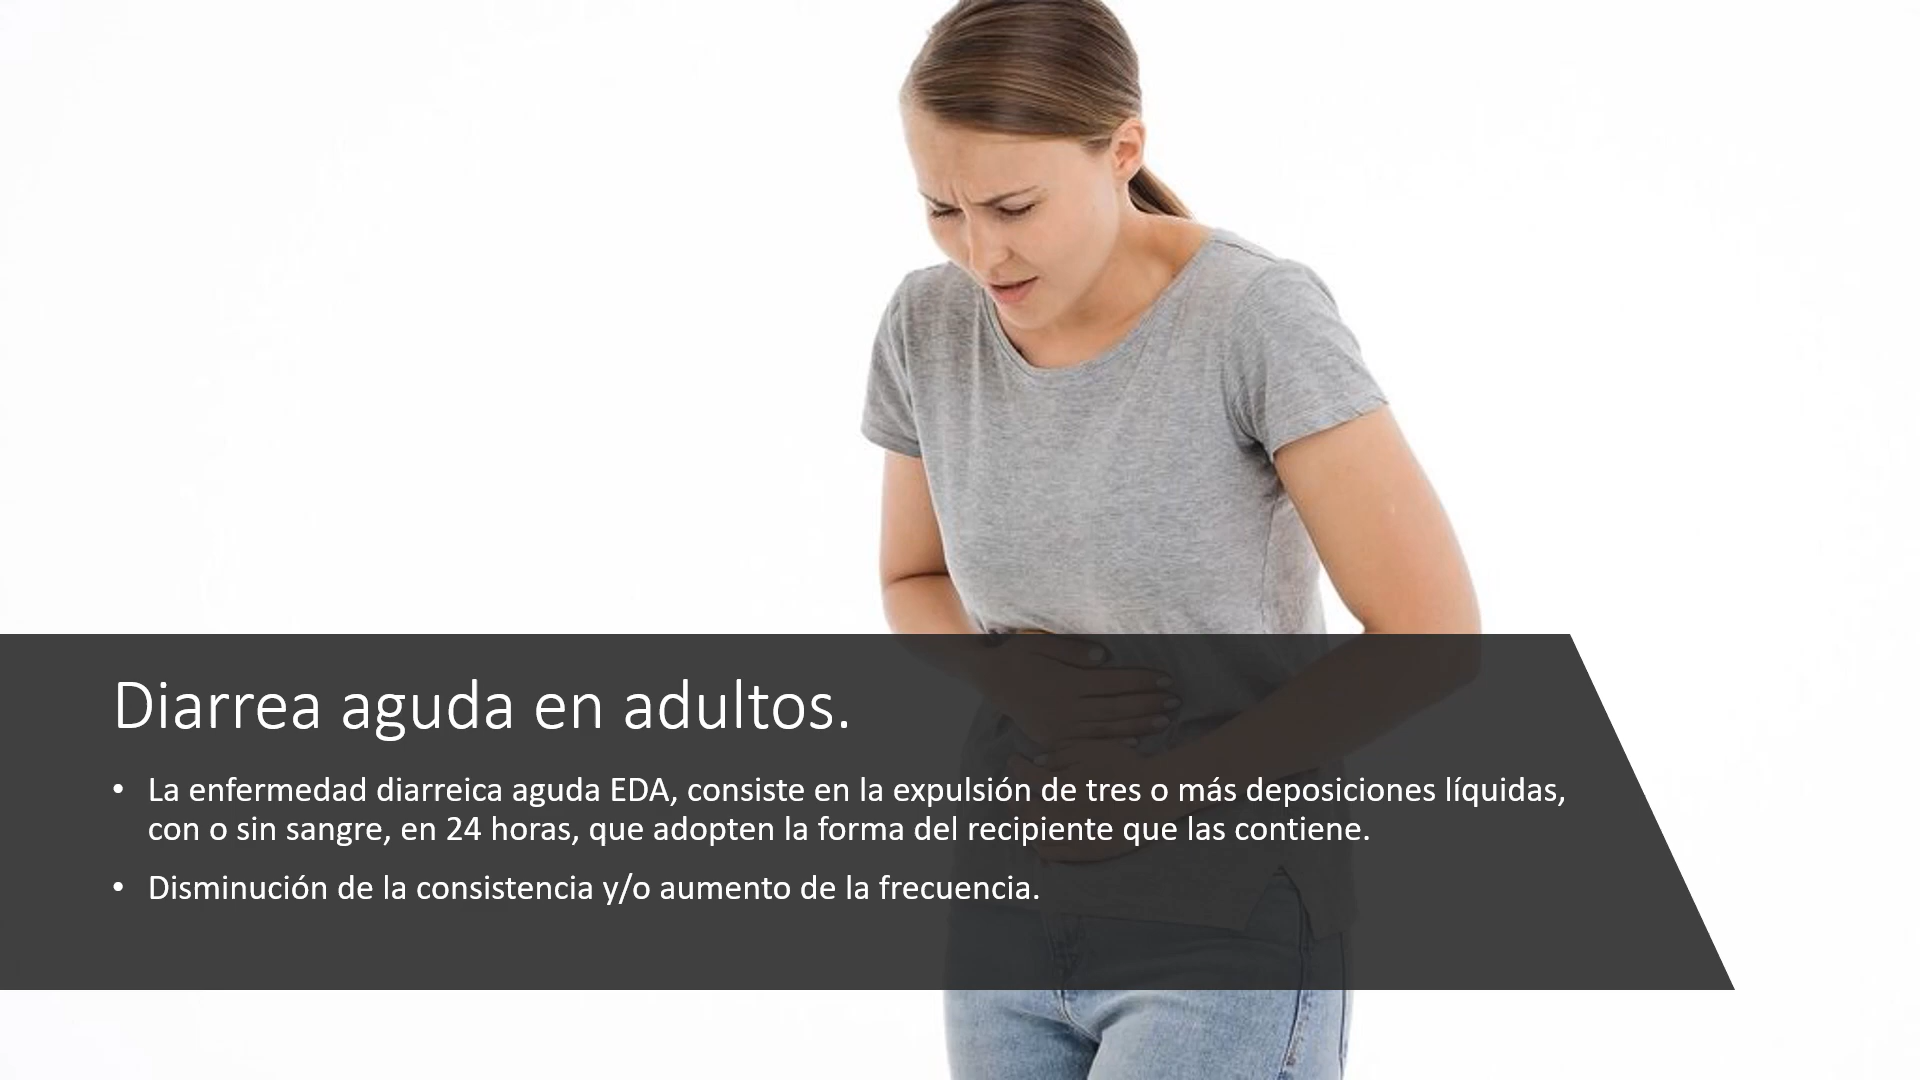 Diarrea aguda en adultos.
• La enfermedad diarreica aguda EDA, consiste en la expulsión de tres o más deposiciones líquidas,
con o sin sangre, en 24 horas, que adopten la forma del recipiente que las contiene.
• Disminución de la consistencia y/o aumento de la frecuencia.